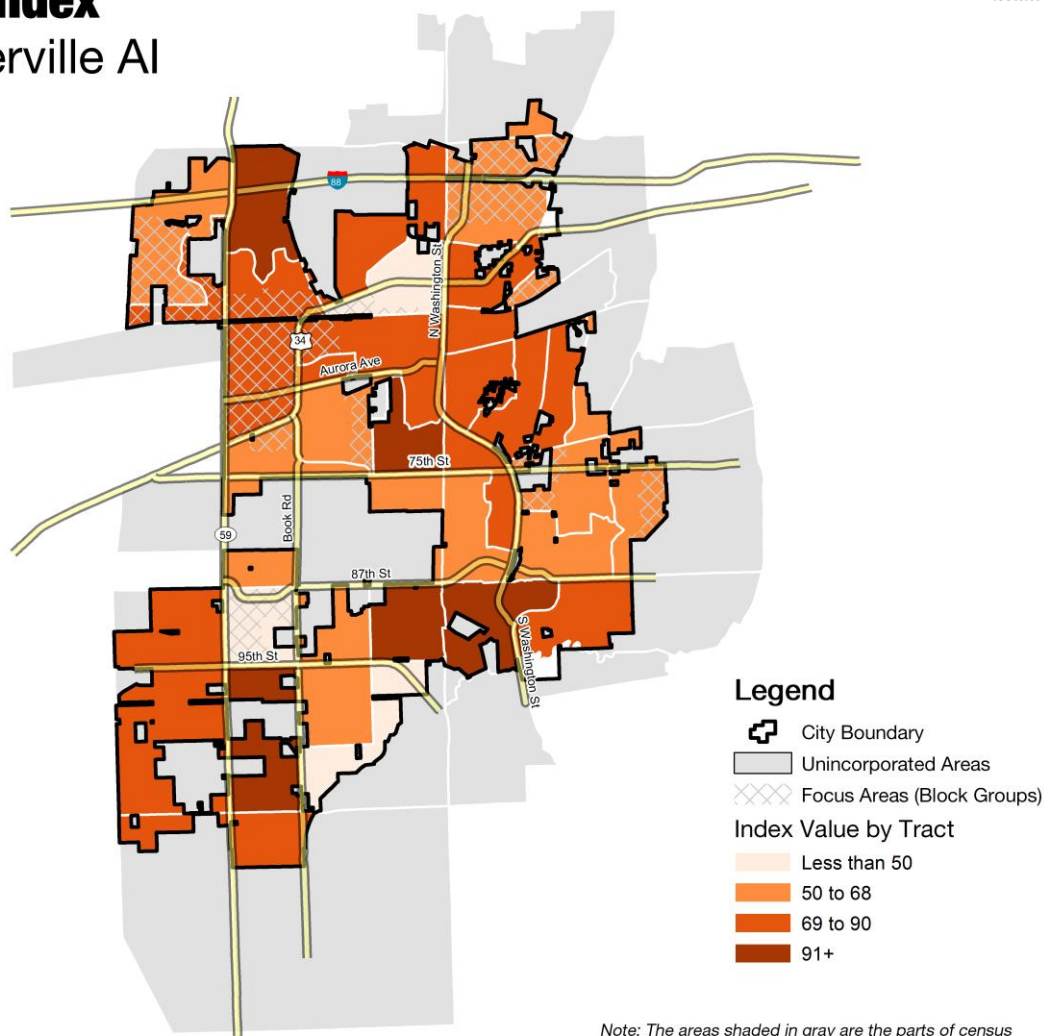 Index
erville AI
88
N Washington St
34
Aurora Ave
75th St
Book Rd
59
87th St
95th St
S Washington St
Legend
City Boundary
Unincorporated Areas
Focus Areas (Block Groups)
Index Value by Tract
Less than 50
50 to 68
69 to 90
91+
Note: The areas shaded in gray are the parts of census